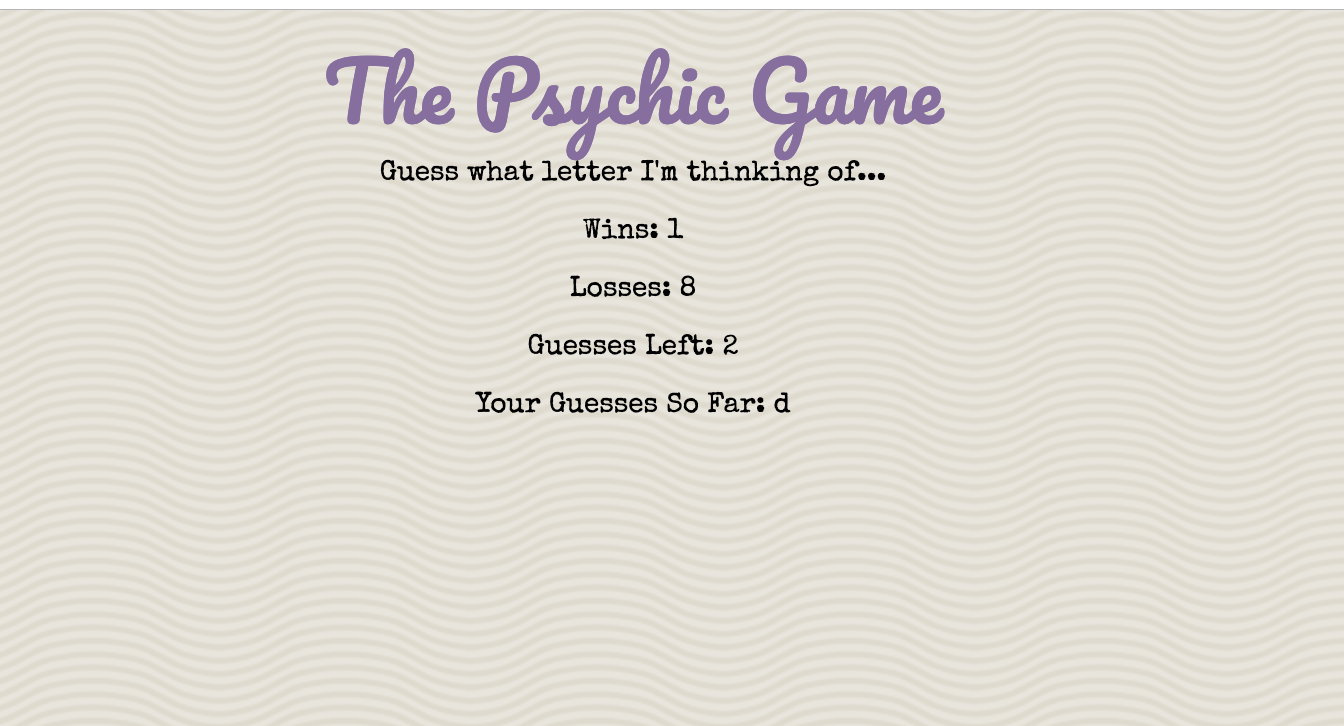 The Psychic Game
Guess what letter I'm thinking of...
Wins: 1
Losses: 8
Guesses Left: 2
Your Guesses So Far: d